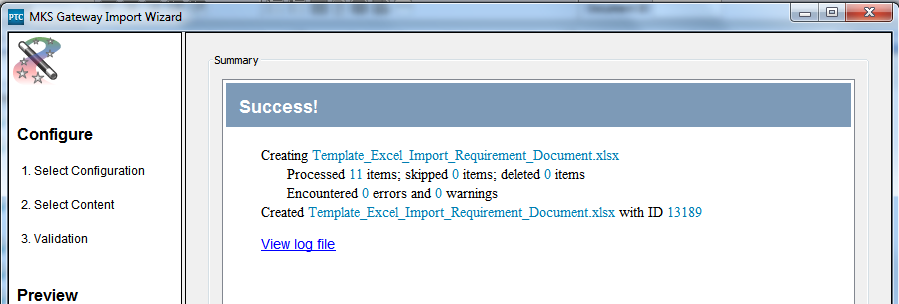 PTC MKS Gateway Import Wizard
Summary
Success!
Configure
Creating Template_Excel_Import_Requirement_Document.xlsx
1. Select Configuration
Processed 11 items; skipped 0 items; deleted 0 items
Encountered 0 errors and 0 warnings
2. Select Content
Created Template_Excel_Import_Requirement_Document.xlsx with ID 13189
3. Validation
View log file
Preview